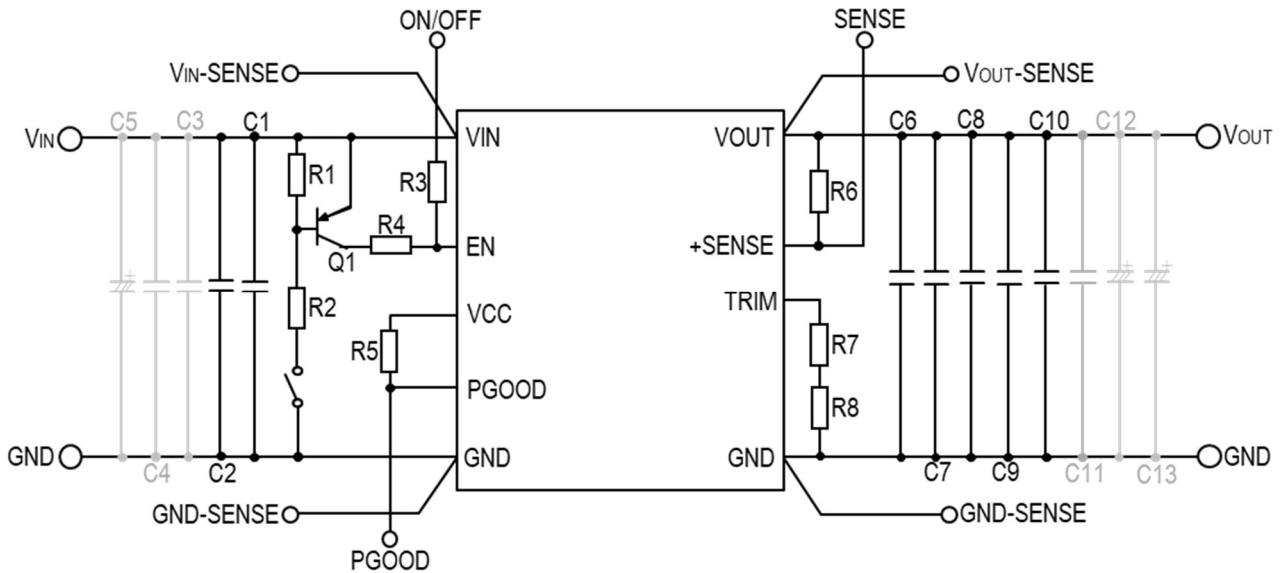 ON/OFF
SENSE
VIN-SENSE
VOUT-SENSE
C5
C3
C1
C6
C8
C10
C12
VIN
VIN
VOUT
VOUT
R1
R3
R6
R4
EN
+SENSE
Q1
TRIM
R2
VCC
R5
R7
PGOOD
R8
GND
GND
GND
GND
C4
C2
C7
C9
C11
C13
GND-SENSE
GND-SENSE
PGOOD